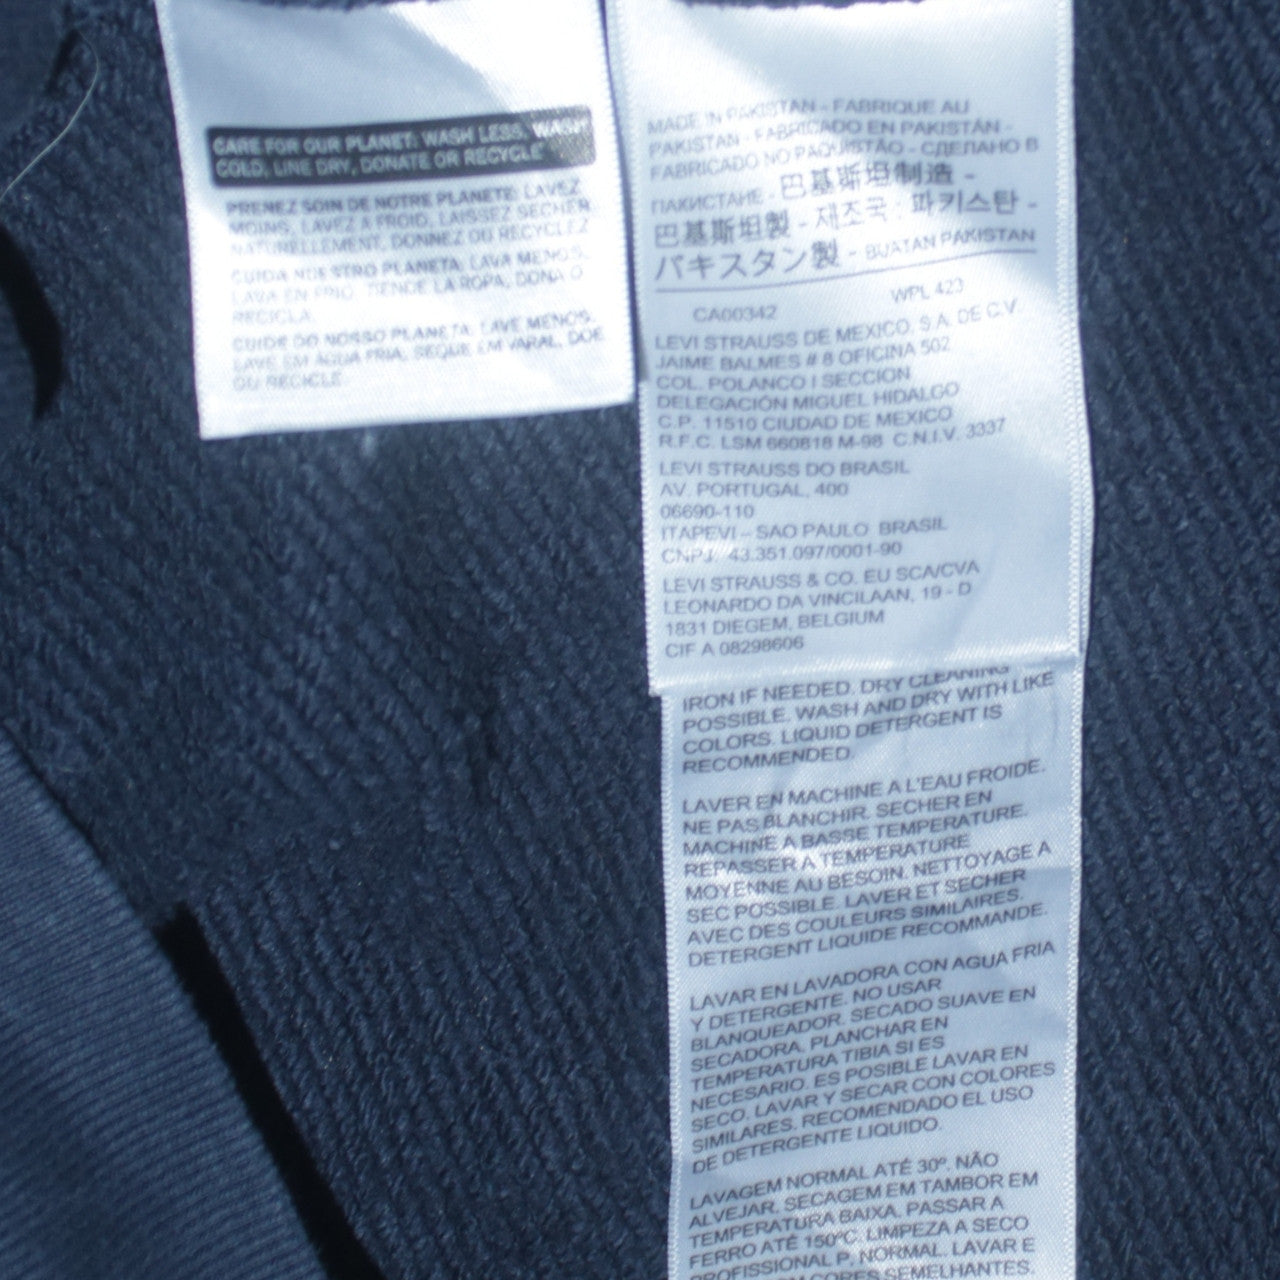 CARE FOR OUR PLANET: WASH LESS, WASH
COLD, LINE DRY, DONATE OR RECYCLE
PRENEZ SOIN DE NOTRE PLANETE: LAVEZ
MOINS, LAVEZ A FROID, LAISSEZ SECHER
NATURELLEMENT, DONNEZ OU RECYCLEZ
CUIDA NUESTRO PLANETA: LAVA MENOS,
LAVA EN FRIO, TIENDE LA ROPA, DONA O
RECICLA
CUIDE DO NOSSO PLANETA: LAVE MENOS,
LAVE EM AGUA FRIA, SEQUE EM VARAL, DOE
OU RECICLE
MADE IN PAKISTAN - FABRIQUE AU
PAKISTAN - FABRICADO EN PAKISTÁN -
FABRICADO NO PAQUISTÃO - СДЕЛАНО В
ПАКИСТАНЕ - 巴基斯坦制造 -
巴基斯坦製 - 제조국 : 파키스탄 -
パキスタン製 - BUATAN PAKISTAN
CA00342 WPL 423
LEVI STRAUSS DE MEXICO, S.A. DE C.V.
JAIME BALMES # 8 OFICINA 502
COL. POLANCO I SECCION
DELEGACIÓN MIGUEL HIDALGO
C.P. 11510 CIUDAD DE MEXICO
R.F.C. LSM 660818 M-98 C.N.I.V. 3337
LEVI STRAUSS DO BRASIL
AV. PORTUGAL, 400
06690-110
ITAPEVI – SAO PAULO BRASIL
CNPJ. 43.351.097/0001-90
LEVI STRAUSS & CO. EU SCA/CVA
LEONARDO DA VINCILAAN, 19 - D
1831 DIEGEM, BELGIUM
CIF A 08298606
IRON IF NEEDED. DRY CLEANING
POSSIBLE. WASH AND DRY WITH LIKE
COLORS. LIQUID DETERGENT IS
RECOMMENDED.
LAVER EN MACHINE A L'EAU FROIDE.
NE PAS BLANCHIR. SECHER EN
MACHINE A BASSE TEMPERATURE.
REPASSER A TEMPERATURE
MOYENNE AU BESOIN. NETTOYAGE A
SEC POSSIBLE. LAVER ET SECHER
AVEC DES COULEURS SIMILAIRES.
DETERGENT LIQUIDE RECOMMANDE.
LAVAR EN LAVADORA CON AGUA FRIA
Y DETERGENTE. NO USAR
BLANQUEADOR. SECADO SUAVE EN
SECADORA. PLANCHAR EN
TEMPERATURA TIBIA SI ES
NECESARIO. ES POSIBLE LAVAR EN
SECO. LAVAR Y SECAR CON COLORES
SIMILARES. RECOMENDADO EL USO
DE DETERGENTE LIQUIDO.
LAVAGEM NORMAL ATÉ 30º. NÃO
ALVEJAR. SECAGEM EM TAMBOR EM
TEMPERATURA BAIXA. PASSAR A
FERRO ATÉ 150ºC. LIMPEZA A SECO
PROFISSIONAL P, NORMAL. LAVAR E
CORES SEMELHANTES.